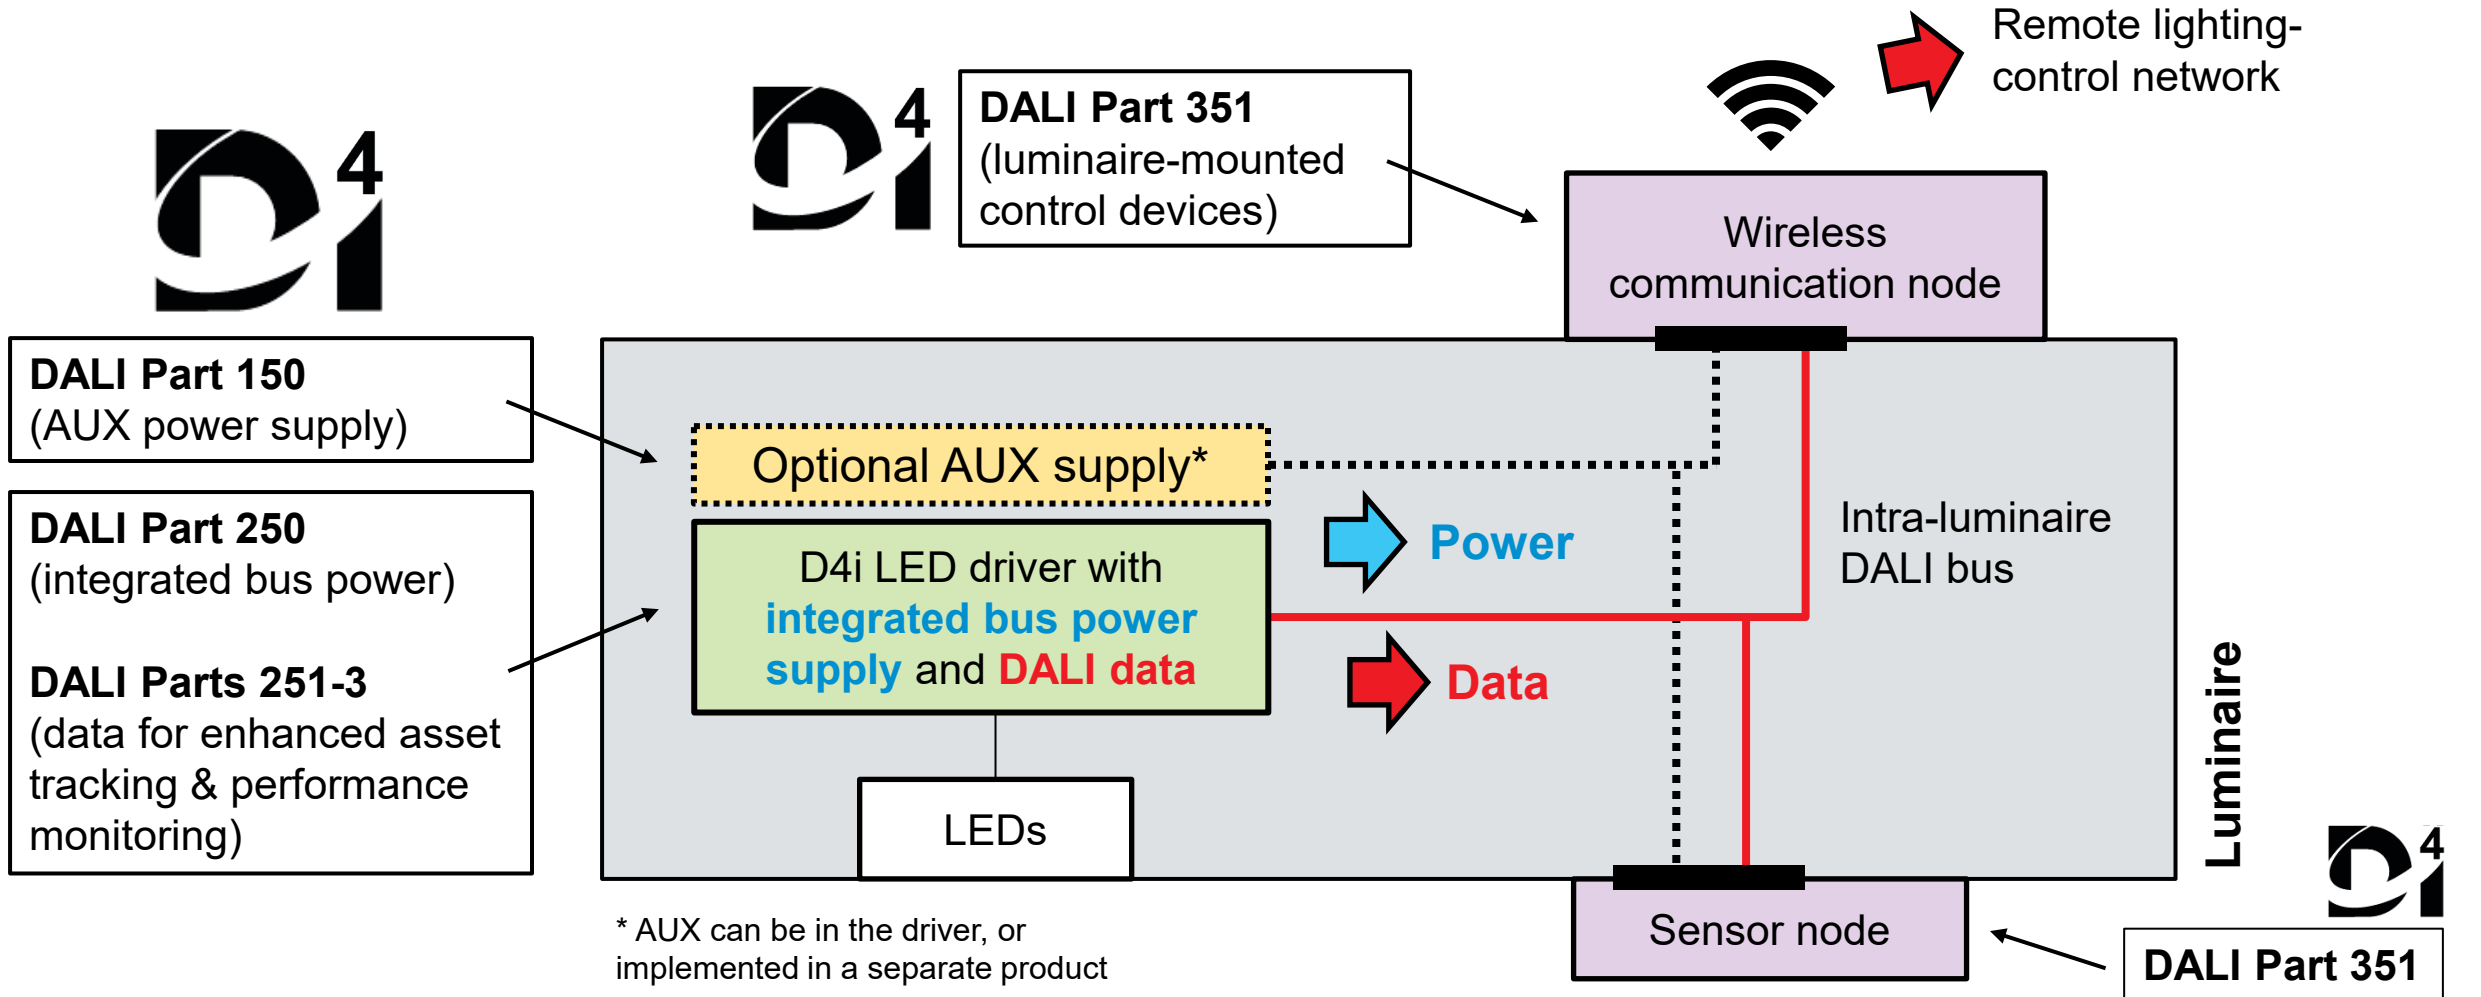 Remote lighting-
control network
D4i
DALI Part 351
(luminaire-mounted
control devices)
D4i
Wireless
communication node
DALI Part 150
(AUX power supply)
Optional AUX supply*
DALI Part 250
(integrated bus power)
DALI Parts 251-3
(data for enhanced asset
tracking & performance
monitoring)
D4i LED driver with
integrated bus power
supply and DALI data
Power
Data
Intra-luminaire
DALI bus
Luminaire
LEDs
* AUX can be in the driver, or
implemented in a separate product
Sensor node
D4i
DALI Part 351